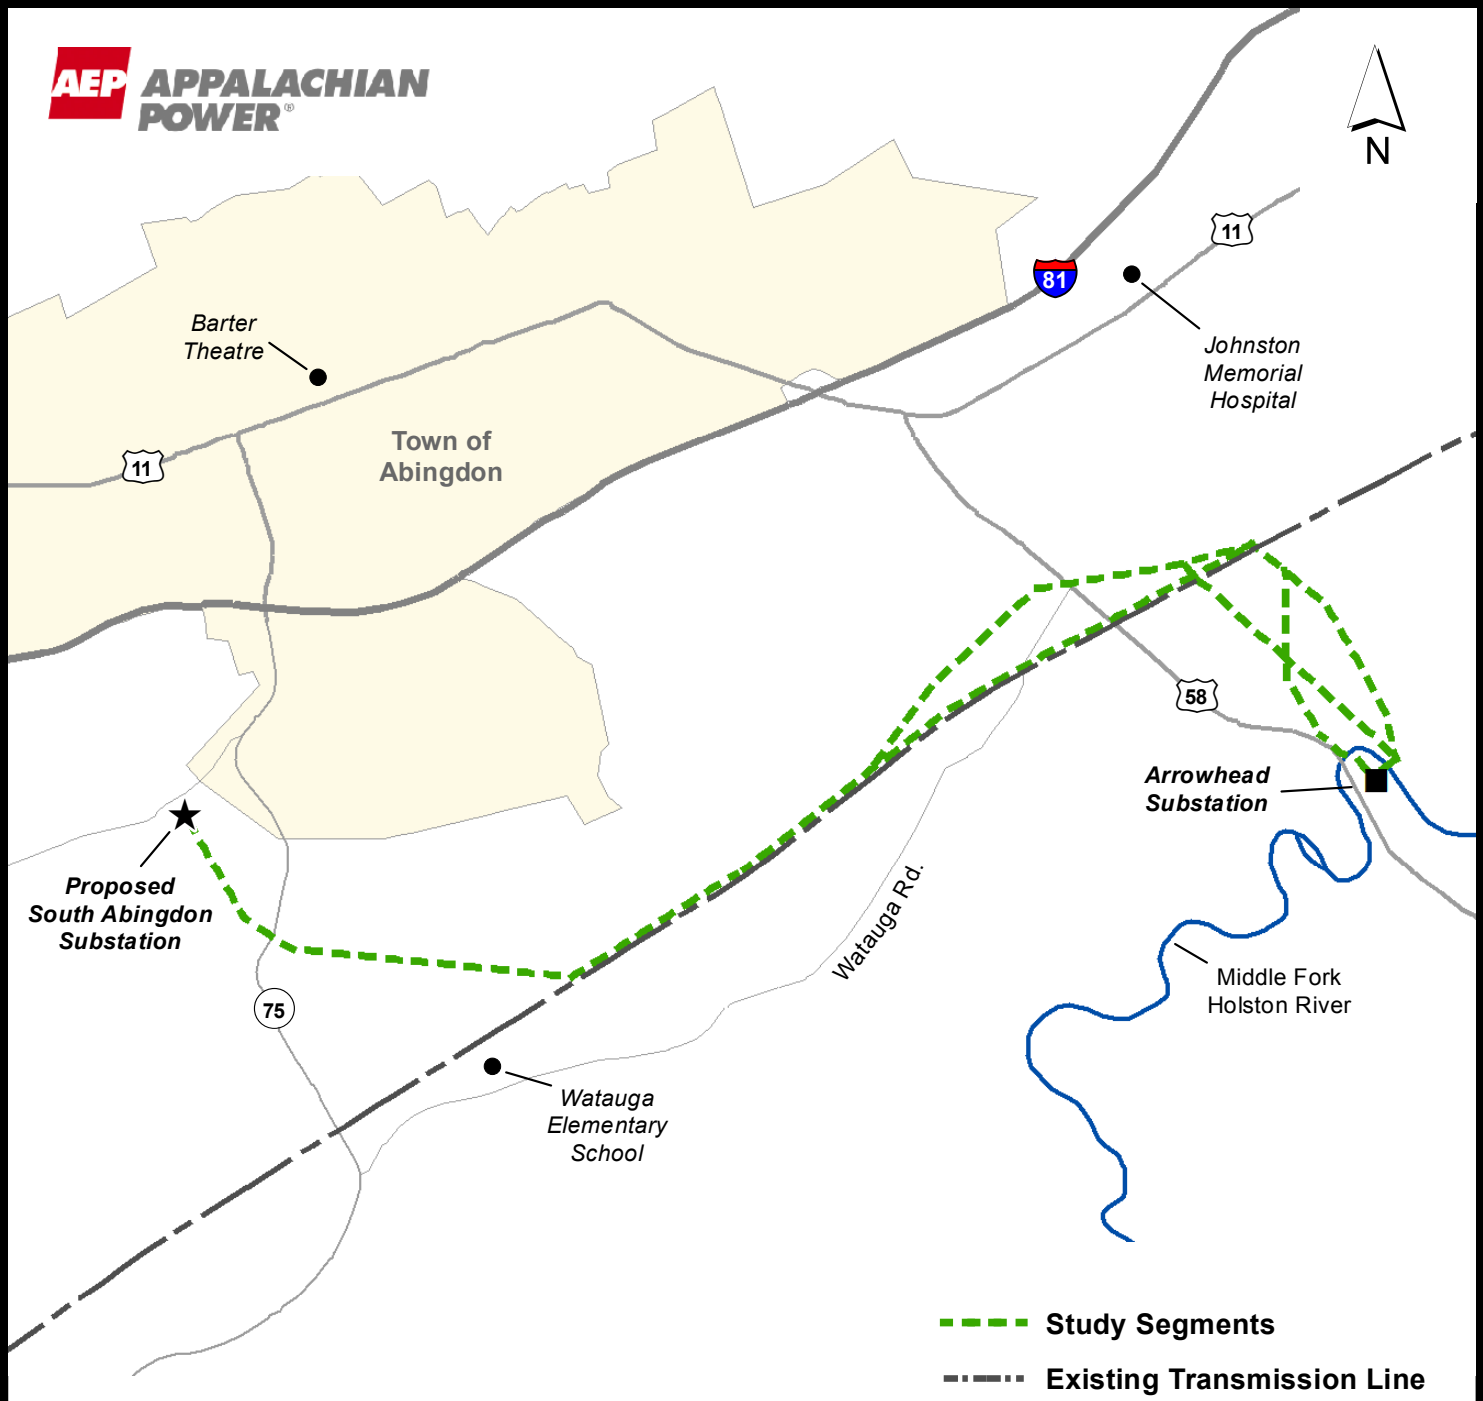 AEP
APPALACHIAN
POWER®
N
11
81
Barter
Theatre
Johnston
Memorial
Hospital
Town of
Abingdon
11
58
Arrowhead
Substation
Proposed
South Abingdon
Substation
Watauga Rd.
Middle Fork
Holston River
75
Watauga
Elementary
School
Study Segments
Existing Transmission Line